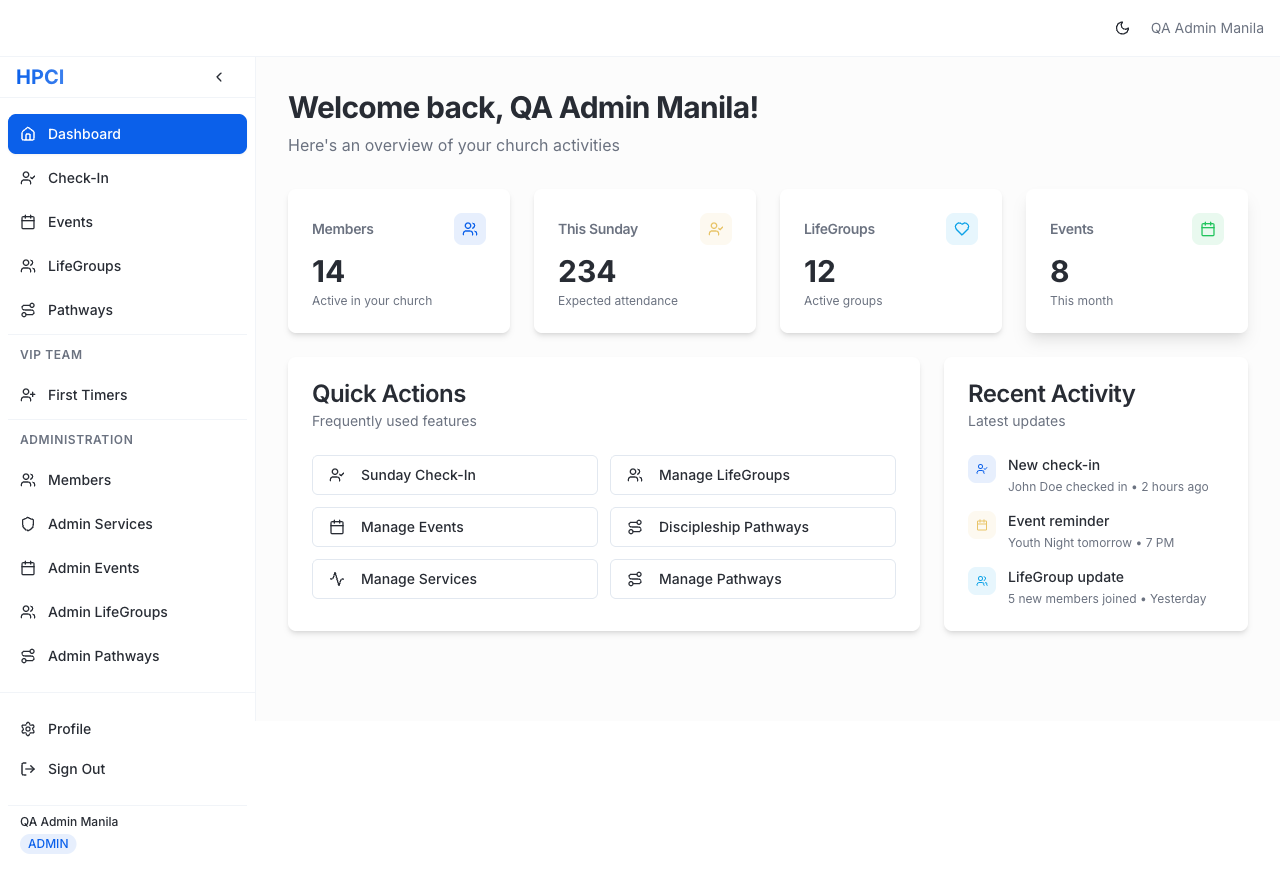 QA Admin Manila
HPCI
Dashboard
Check-In
Events
LifeGroups
Pathways
VIP TEAM
First Timers
ADMINISTRATION
Members
Admin Services
Admin Events
Admin LifeGroups
Admin Pathways
Profile
Sign Out
QA Admin Manila
ADMIN
Welcome back, QA Admin Manila!
Here's an overview of your church activities
Members
14
Active in your church
This Sunday
234
Expected attendance
LifeGroups
12
Active groups
Events
8
This month
Quick Actions
Frequently used features
Sunday Check-In
Manage LifeGroups
Manage Events
Discipleship Pathways
Manage Services
Manage Pathways
Recent Activity
Latest updates
New check-in
John Doe checked in • 2 hours ago
Event reminder
Youth Night tomorrow • 7 PM
LifeGroup update
5 new members joined • Yesterday